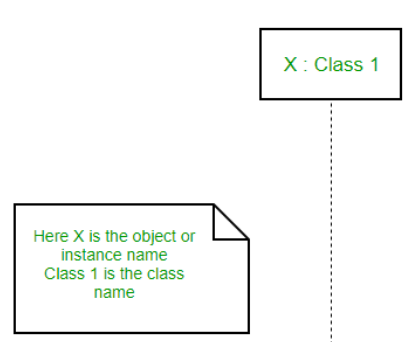 X : Class 1
Here X is the object or
instance name
Class 1 is the class
name